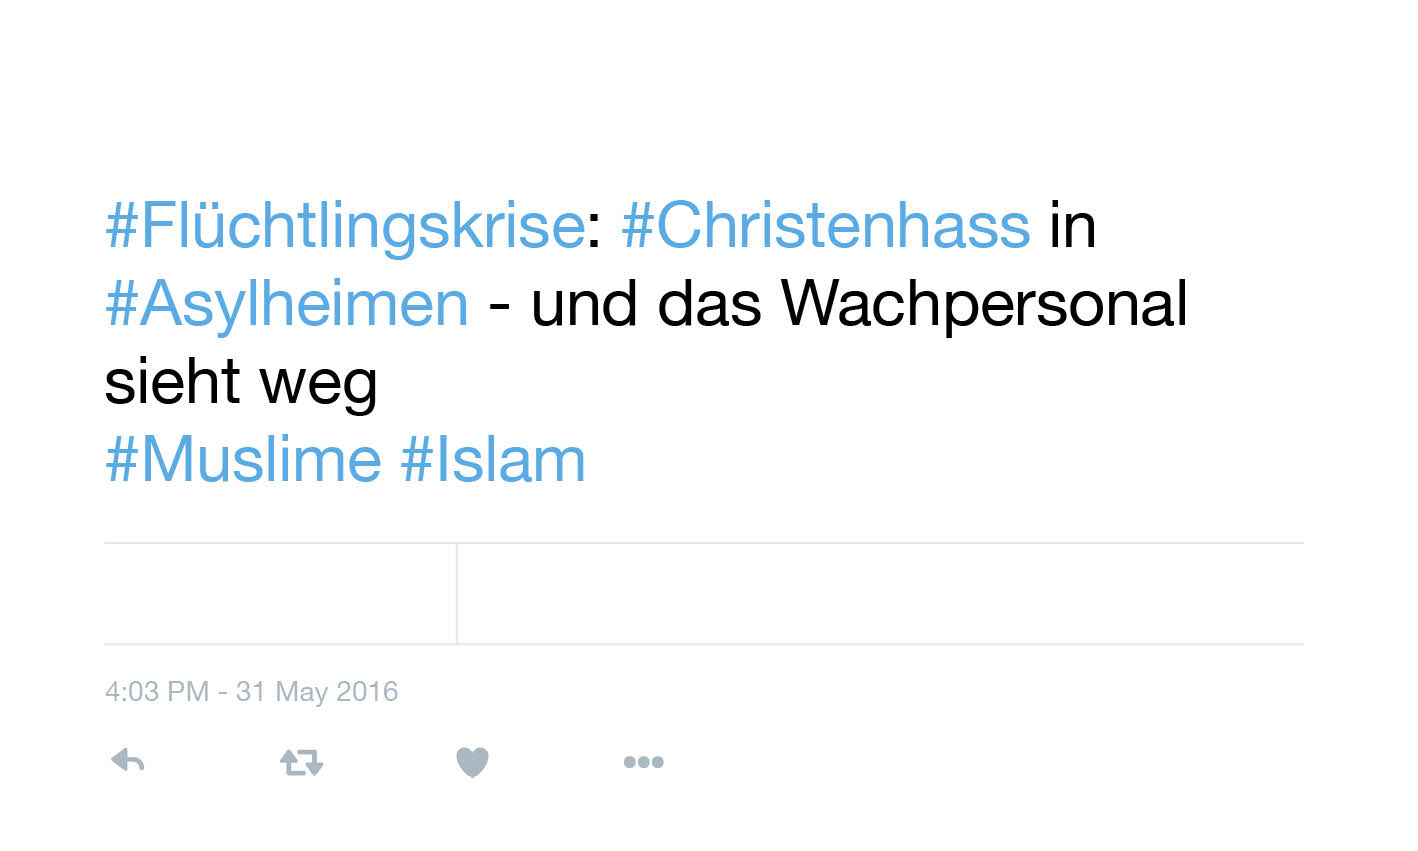 #Flüchtlingskrise: #Christenhass in
#Asylheimen - und das Wachpersonal
sieht weg
#Muslime #Islam
4:03 PM - 31 May 2016